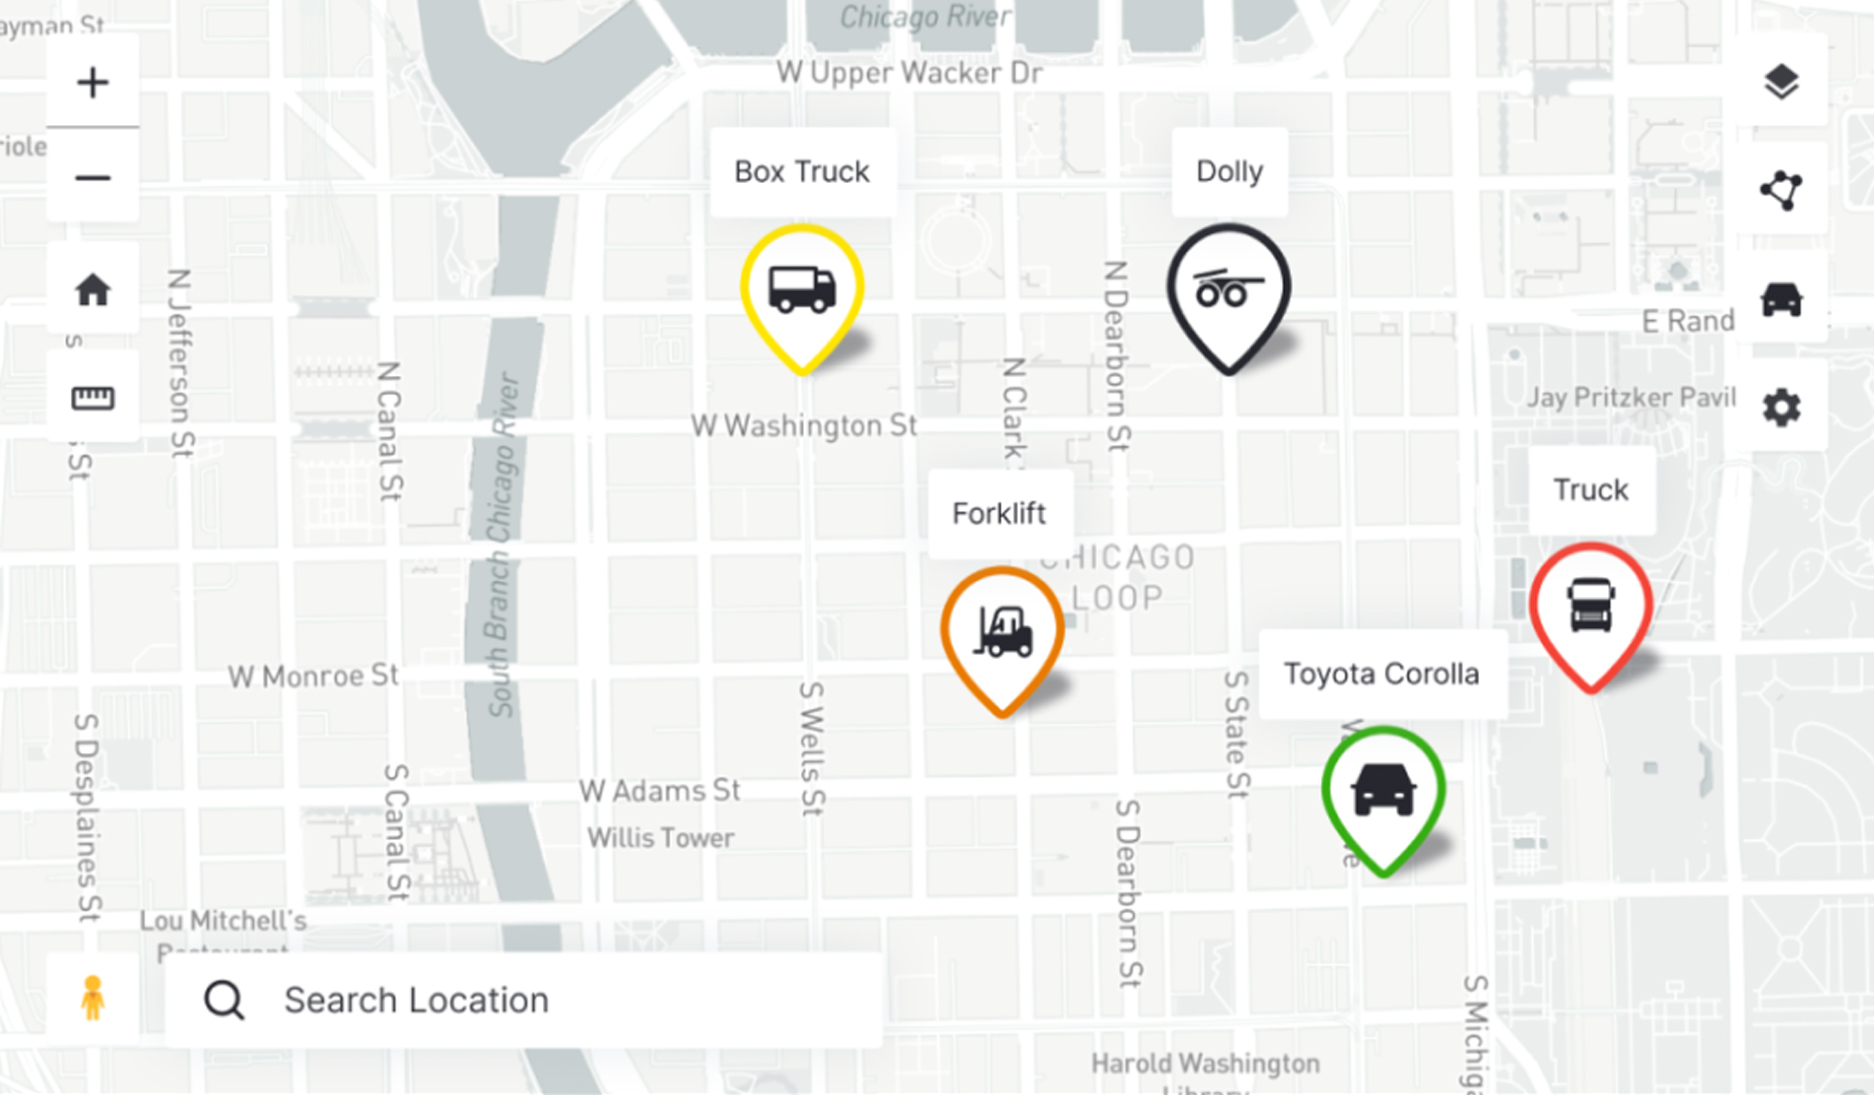 Chicago River
W Upper Wacker Dr
Box Truck
Dolly
N Jefferson St
N Canal St
South Branch Chicago River
N Clark
N Dearborn St
E Rand
Jay Pritzker Pavil
W Washington St
St
Forklift
Truck
CHICAGO
LOOP
W Monroe St
Toyota Corolla
S Wells St
S State St
S Desplaines St
S Canal St
W Adams St
Willis Tower
S Dearborn St
Lou Mitchell's
Restaurant
Search Location
S Michiga
Harold Washington
Library